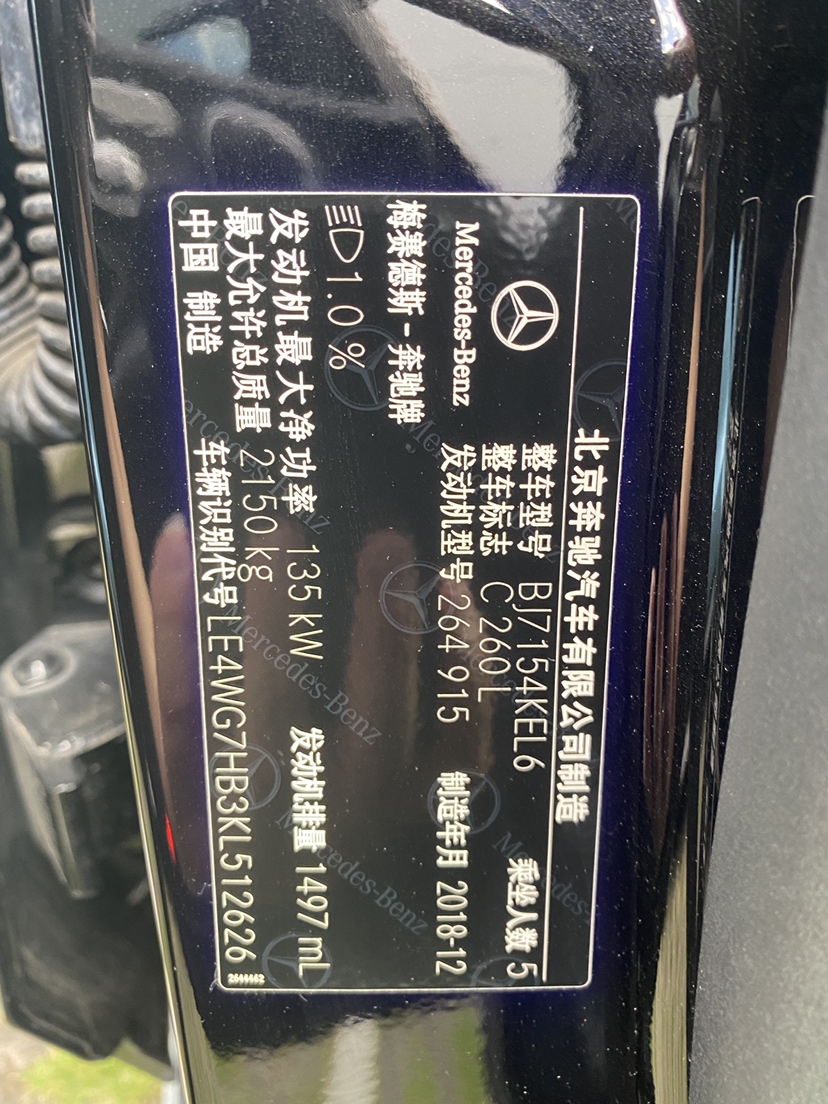 北京奔驰汽车有限公司制造
Mercedes-Benz
整车型号 BJ7154KEL6 乘坐人数 5
整车标志 C 260 L
梅赛德斯-奔驰牌 发动机型号 264 915 制造年月 2018-12
1.0 %
发动机最大净功率 135 kW 发动机排量 1497 mL
最大允许总质量 2150 kg
中国 制造 车辆识别代号 LE4WG7HB3KL512626